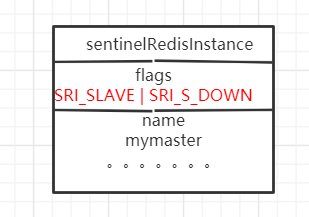 sentinelRedisInstance
flags
SRI_SLAVE | SRI_S_DOWN
name
mymaster
。。。。。。。